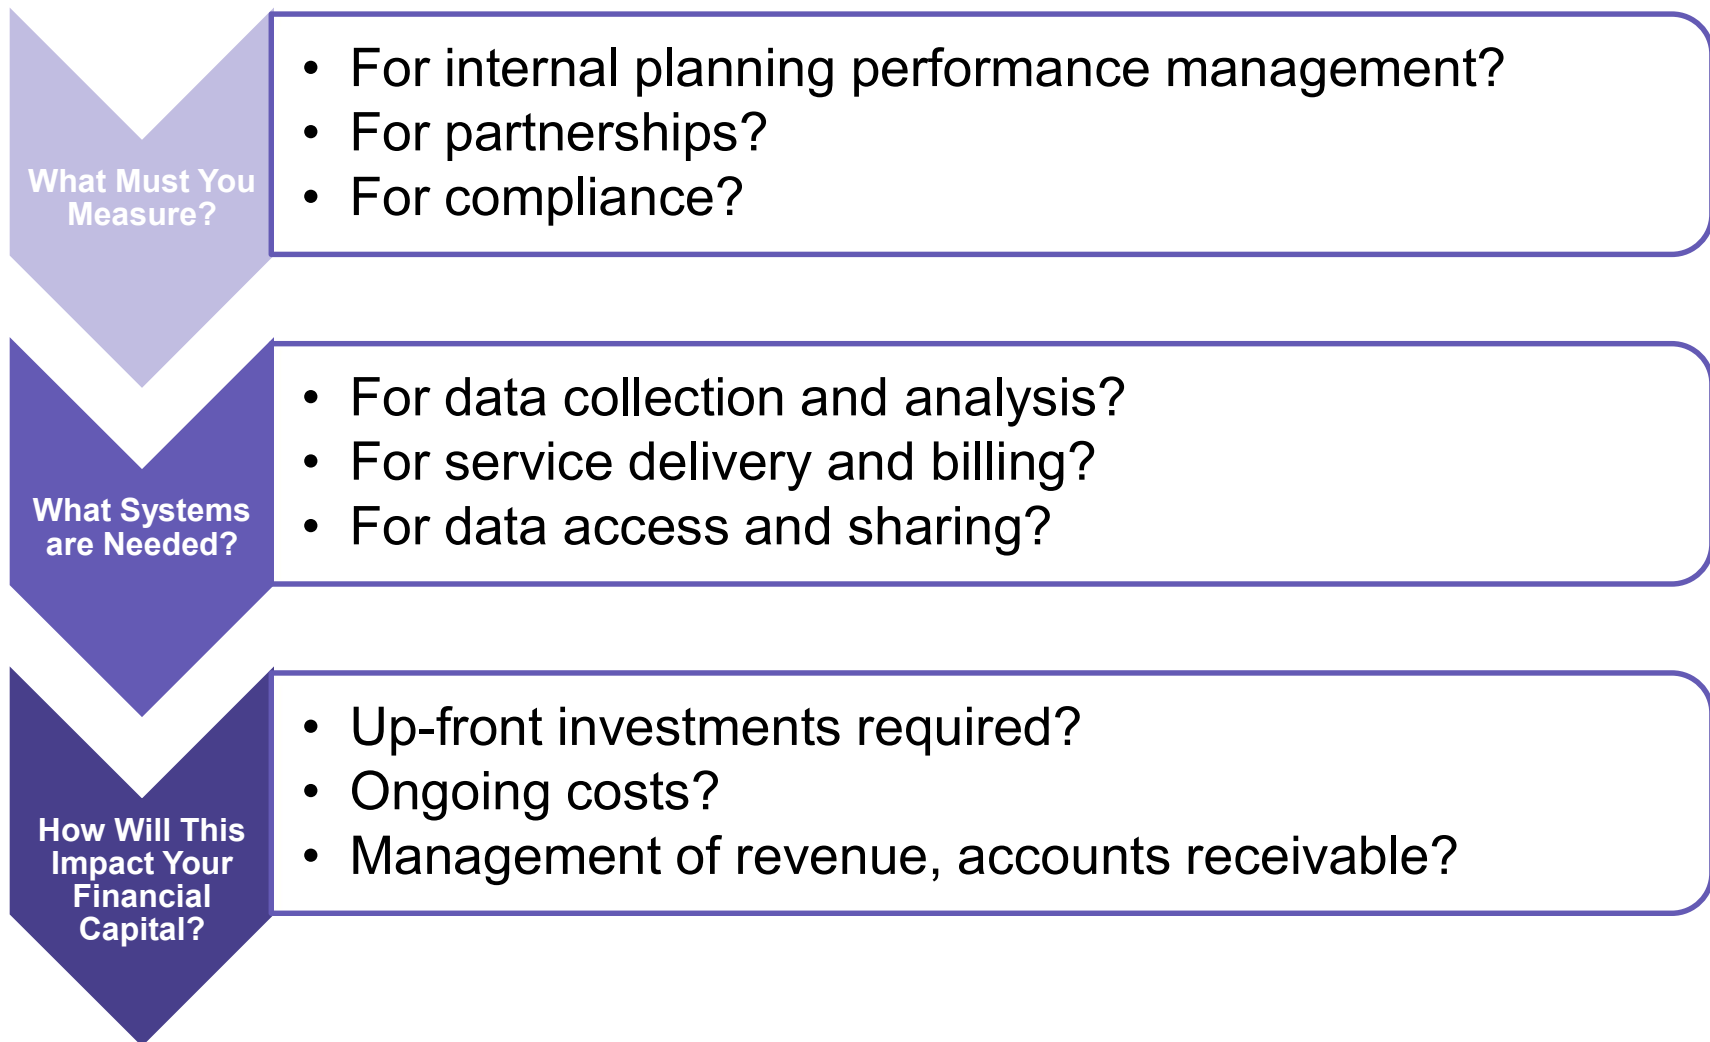 What Must You
Measure?
• For internal planning performance management?
• For partnerships?
• For compliance?
What Systems
are Needed?
• For data collection and analysis?
• For service delivery and billing?
• For data access and sharing?
How Will This
Impact Your
Financial
Capital?
• Up-front investments required?
• Ongoing costs?
• Management of revenue, accounts receivable?